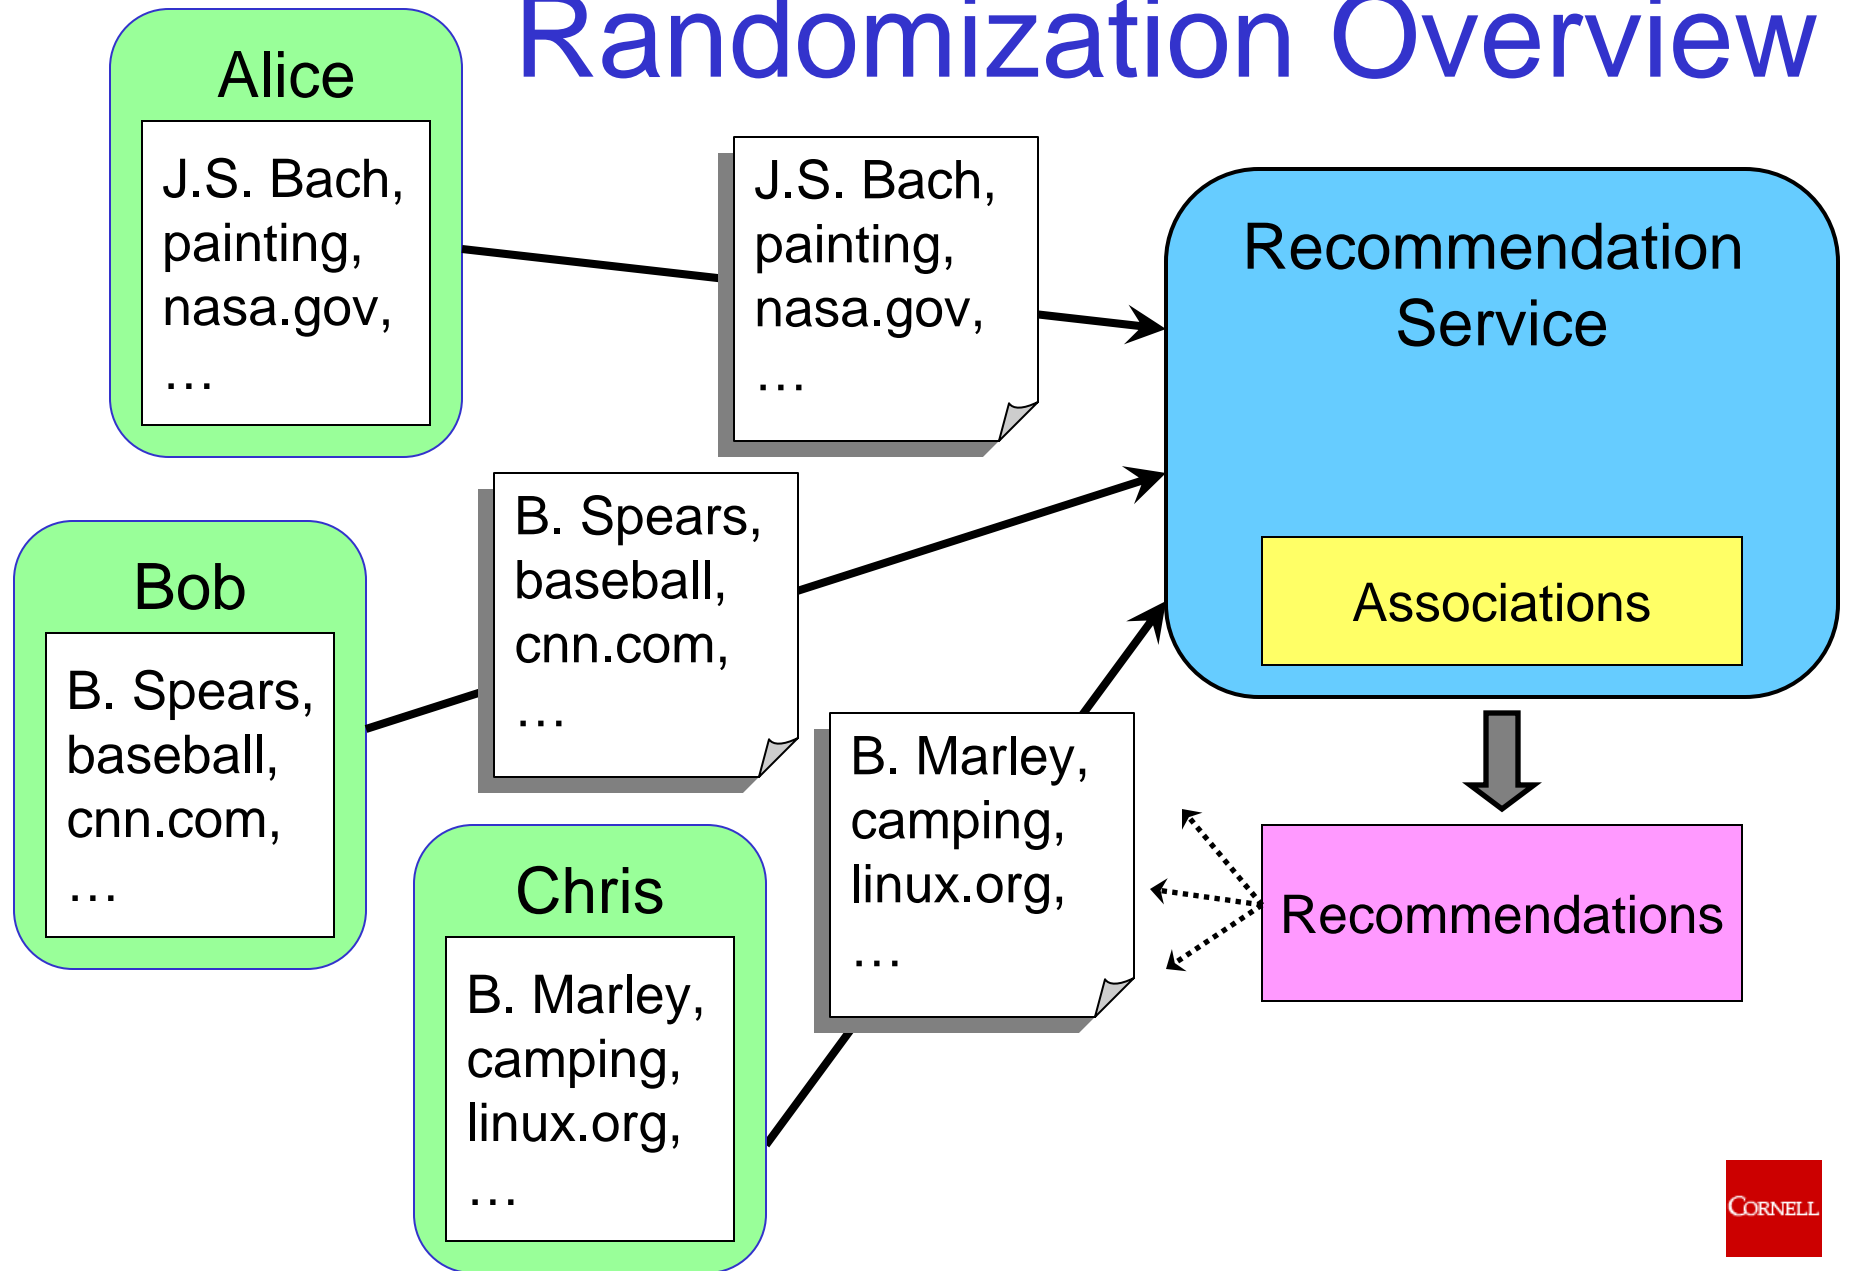 Randomization Overview
Alice
J.S. Bach,
painting,
nasa.gov,
…
J.S. Bach,
painting,
nasa.gov,
…
Recommendation
Service
Associations
Bob
B. Spears,
baseball,
cnn.com,
…
B. Spears,
baseball,
cnn.com,
…
Chris
B. Marley,
camping,
linux.org,
…
B. Marley,
camping,
linux.org,
…
Recommendations
CORNELL